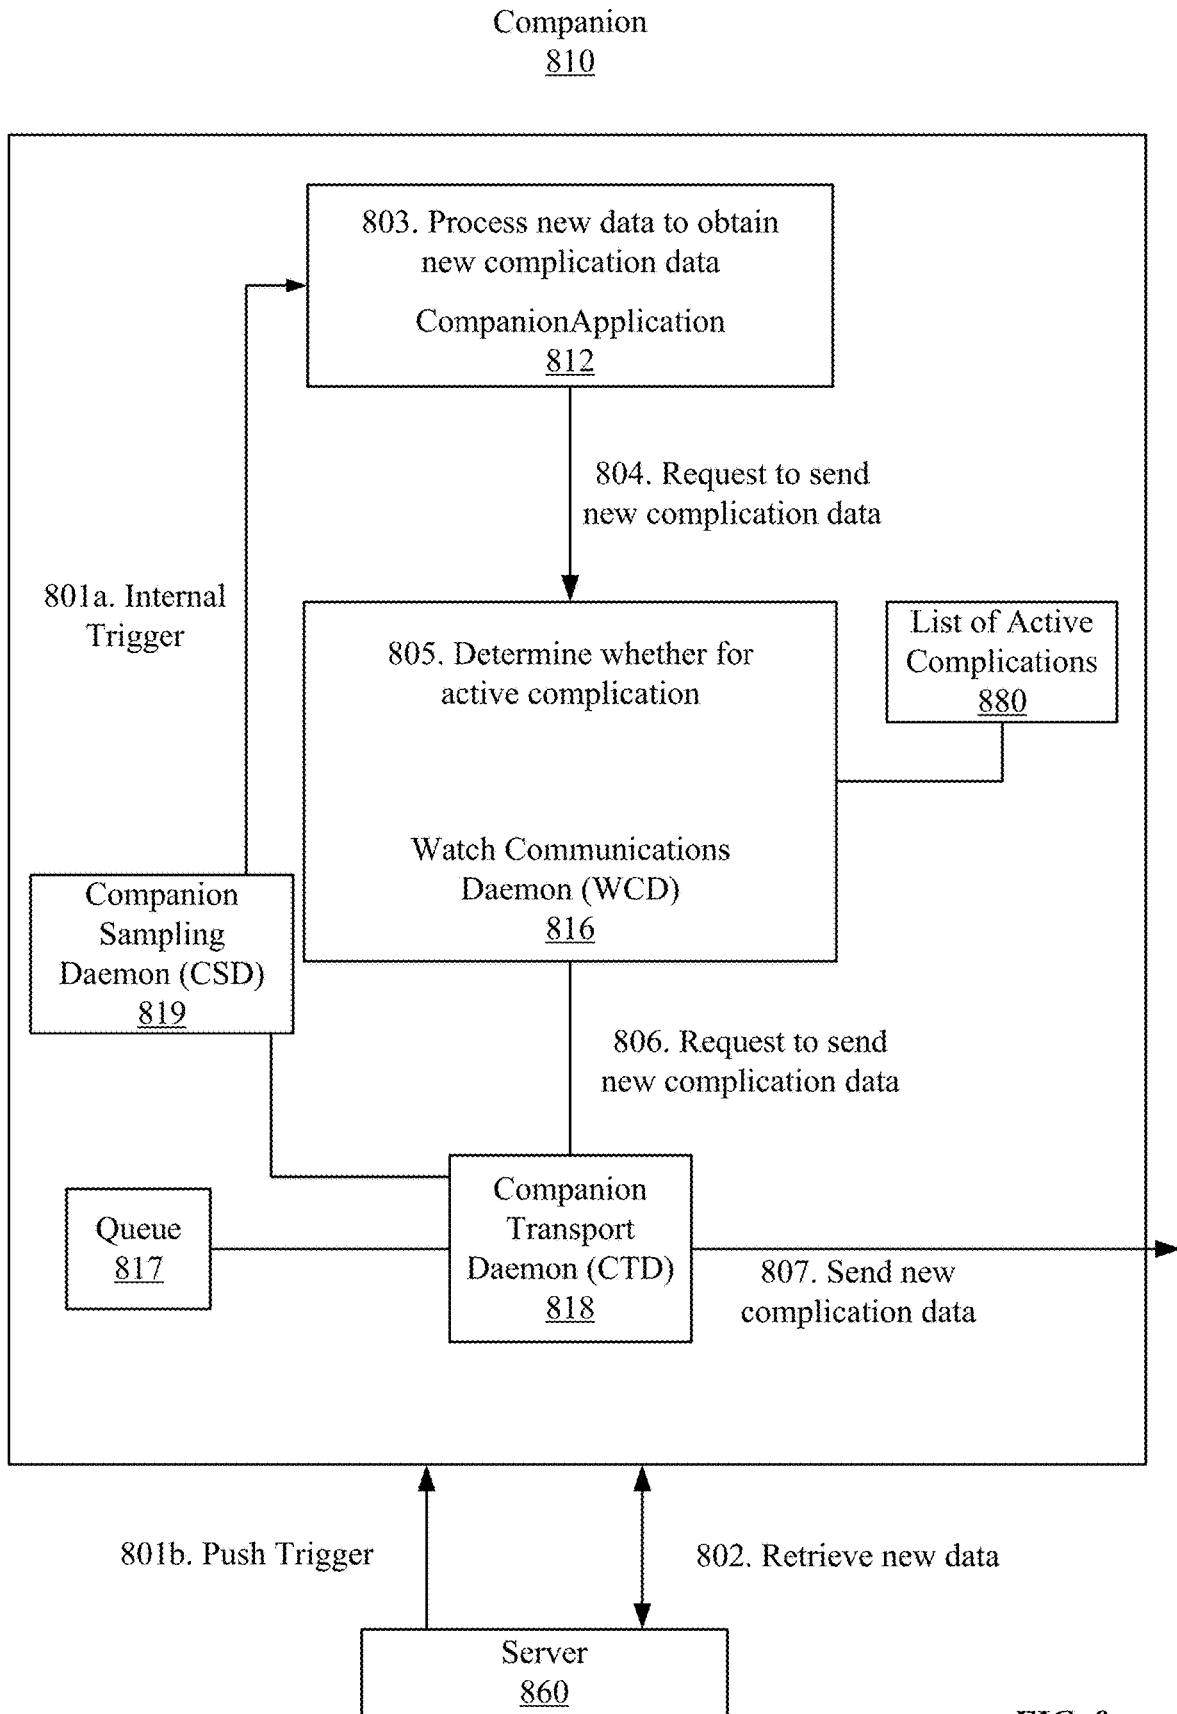 Companion
810
803. Process new data to obtain
new complication data
CompanionApplication
812
804. Request to send
new complication data
801a. Internal
Trigger
805. Determine whether for
active complication
List of Active
Complications
880
Watch Communications
Daemon (WCD)
816
Companion
Sampling
Daemon (CSD)
819
806. Request to send
new complication data
Queue
817
Companion
Transport
Daemon (CTD)
818
807. Send new
complication data
801b. Push Trigger
802. Retrieve new data
Server
860